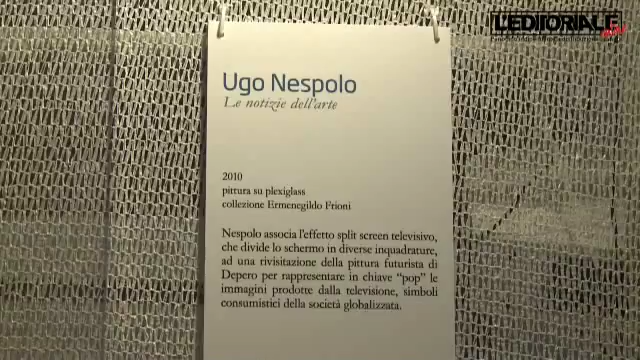 L'EDITORIALE
Ugo Nespolo
Le notizie dell'arte
2010
pittura su plexiglass
collezione Ermenegildo Frioni
Nespolo associa l'effetto split screen televisivo,
che divide lo schermo in diverse inquadrature,
ad una rivisitazione della pittura futurista di
Depero per rappresentare in chiave “pop” le
immagini prodotte dalla televisione, simboli
consumistici della società globalizzata.